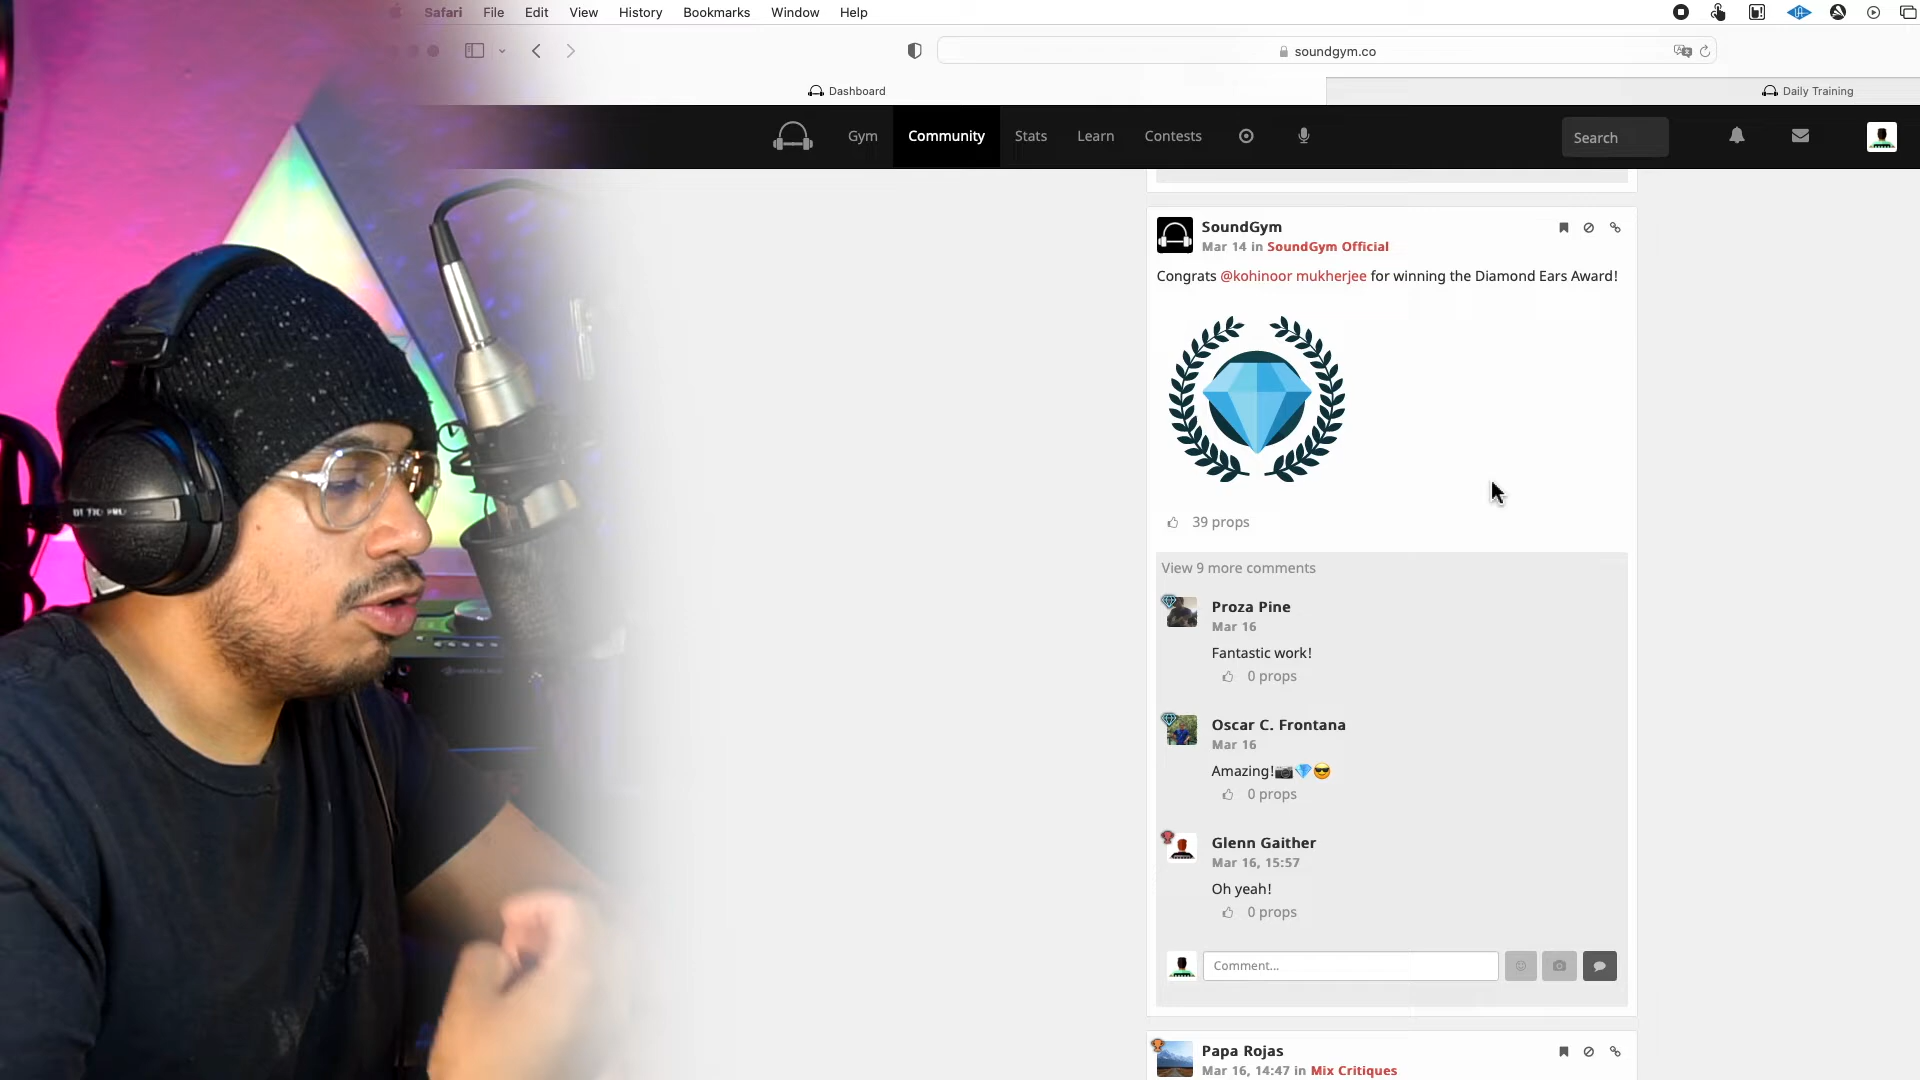 Safari File Edit View History Bookmarks Window Help
soundgym.co
Dashboard
Daily Training
Gym Community Stats Learn Contests
Search
SoundGym
Mar 14 in SoundGym Official
Congrats @kohinoor mukherjee for winning the Diamond Ears Award!
39 props
View 9 more comments
Proza Pine
Mar 16
Fantastic work!
0 props
Oscar C. Frontana
Mar 16
Amazing!📷💎😎
0 props
Glenn Gaither
Mar 16, 15:57
Oh yeah!
0 props
Comment...
Papa Rojas
Mar 16, 14:47 in Mix Critiques